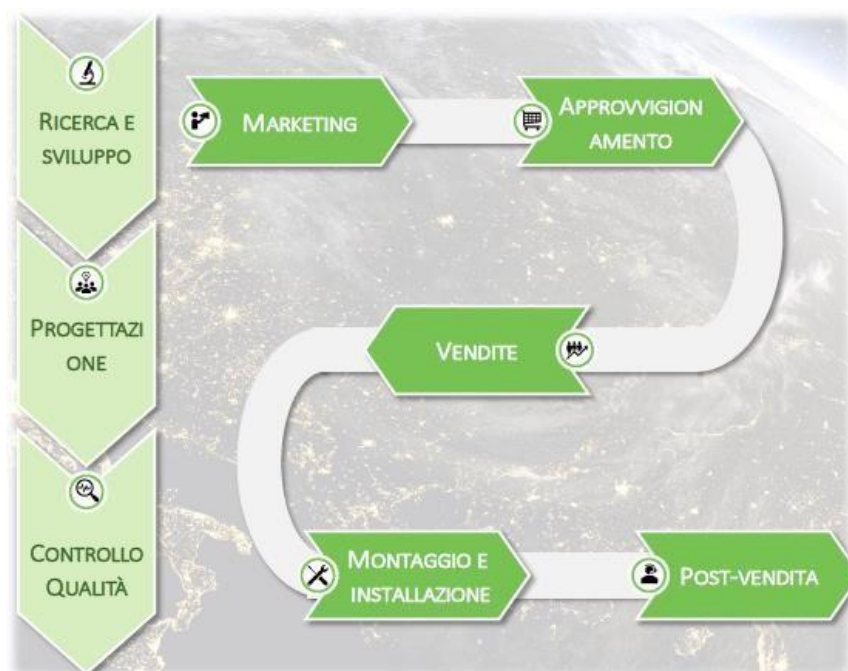 RICERCA E
SVILUPPO
MARKETING
APPROVVIGION
AMENTO
PROGETTAZI
ONE
VENDITE
CONTROLLO
QUALITÀ
MONTAGGIO E
INSTALLAZIONE
POST-VENDITA